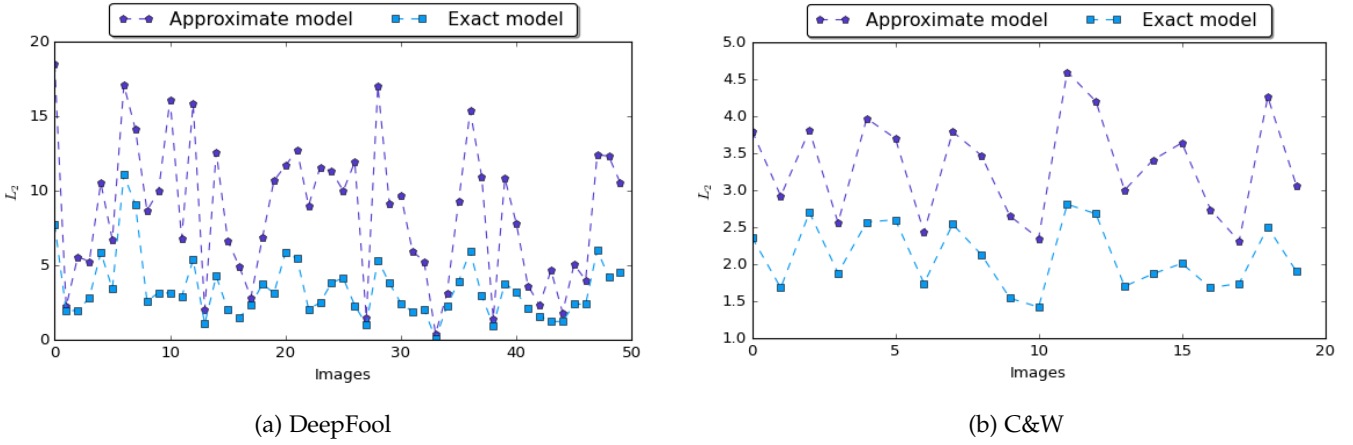 Approximate model Exact model
20
15
10
5
0
L₂
0 10 20 30 40 50
Images
(a) DeepFool
Approximate model Exact model
5.0
4.5
4.0
3.5
3.0
2.5
2.0
1.5
1.0
L₂
0 5 10 15 20
Images
(b) C&W